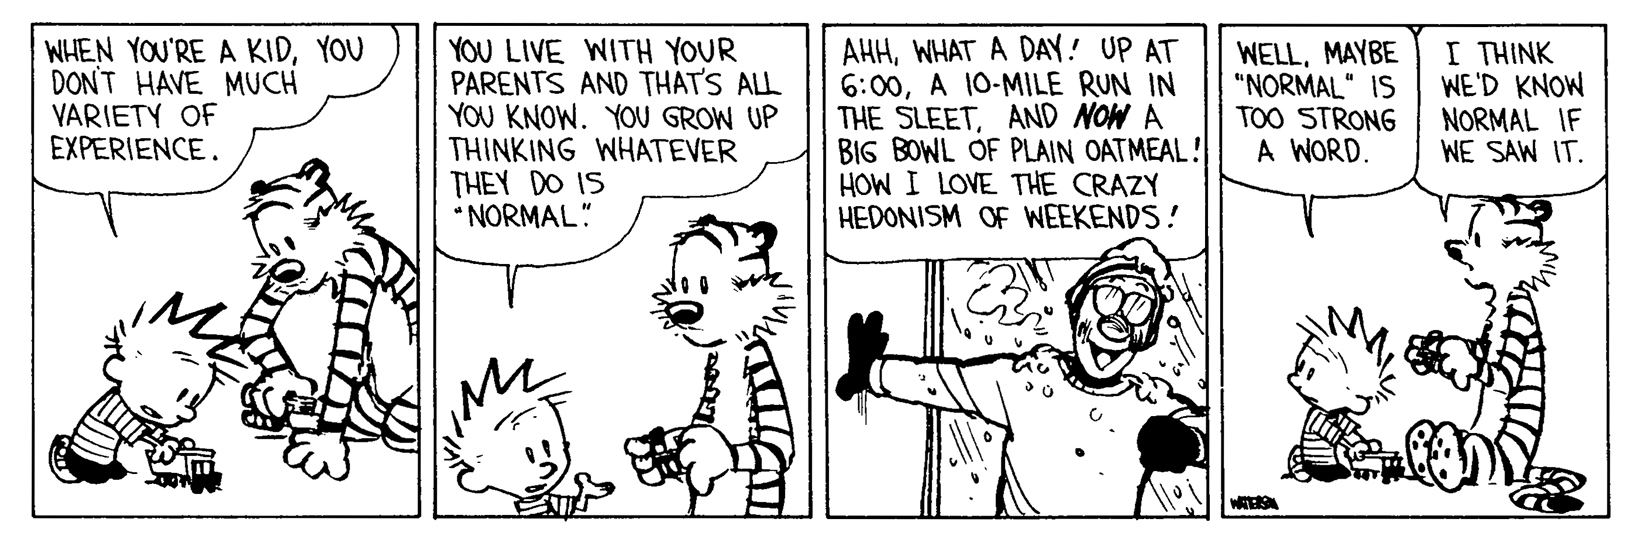 WHEN YOU'RE A KID, YOU
DON'T HAVE MUCH
VARIETY OF
EXPERIENCE.
YOU LIVE WITH YOUR
PARENTS AND THAT'S ALL
YOU KNOW. YOU GROW UP
THINKING WHATEVER
THEY DO IS
"NORMAL."
AHH, WHAT A DAY! UP AT
6:00, A 10-MILE RUN IN
THE SLEET, AND NOW A
BIG BOWL OF PLAIN OATMEAL!
HOW I LOVE THE CRAZY
HEDONISM OF WEEKENDS!
WELL, MAYBE
"NORMAL" IS
TOO STRONG
A WORD.
I THINK
WE'D KNOW
NORMAL IF
WE SAW IT.
WATTERSON